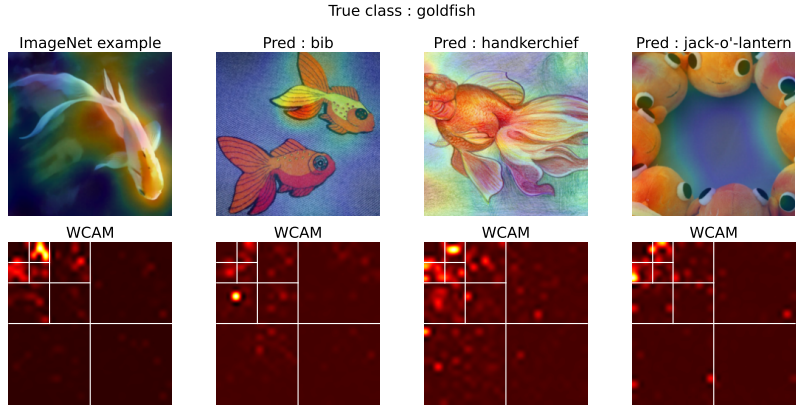 True class : goldfish
ImageNet example
Pred : bib
Pred : handkerchief
Pred : jack-o'-lantern
WCAM
WCAM
WCAM
WCAM